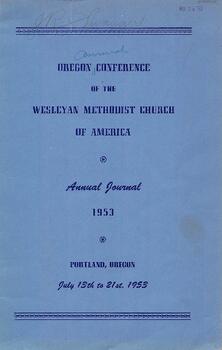 OREGON CONFERENCE
OF THE
WESLEYAN METHODIST CHURCH
OF AMERICA
Annual Journal
1953
PORTLAND, OREGON
July 13th to 21st, 1953